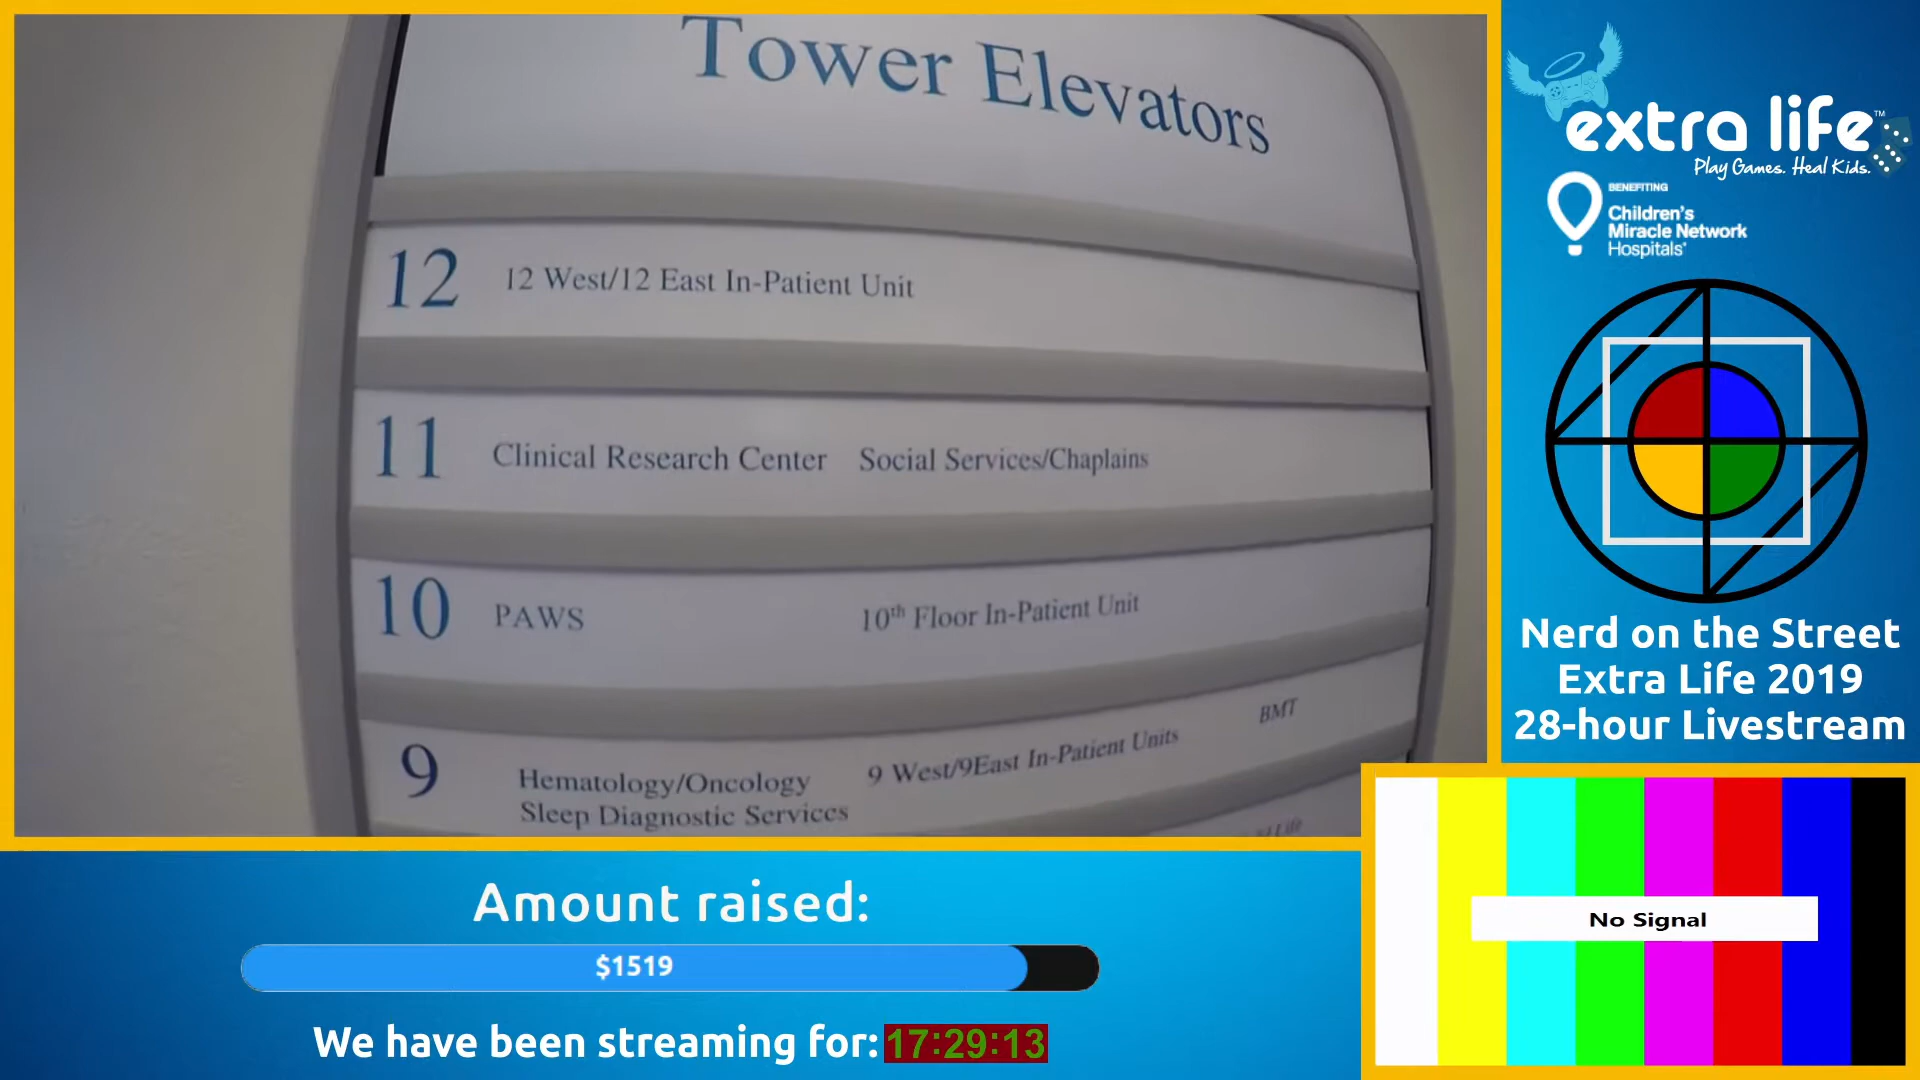 Tower Elevators
12 12 West/12 East In-Patient Unit
11 Clinical Research Center Social Services/Chaplains
10 PAWS 10th Floor In-Patient Unit
9 Hematology/Oncology 9 West/9East In-Patient Units BMT
Sleep Diagnostic Services
Life
extra life™
Play Games. Heal Kids.
BENEFITING
Children's
Miracle Network
Hospitals®
Nerd on the Street
Extra Life 2019
28-hour Livestream
No Signal
Amount raised:
$1519
We have been streaming for: 17:29:13